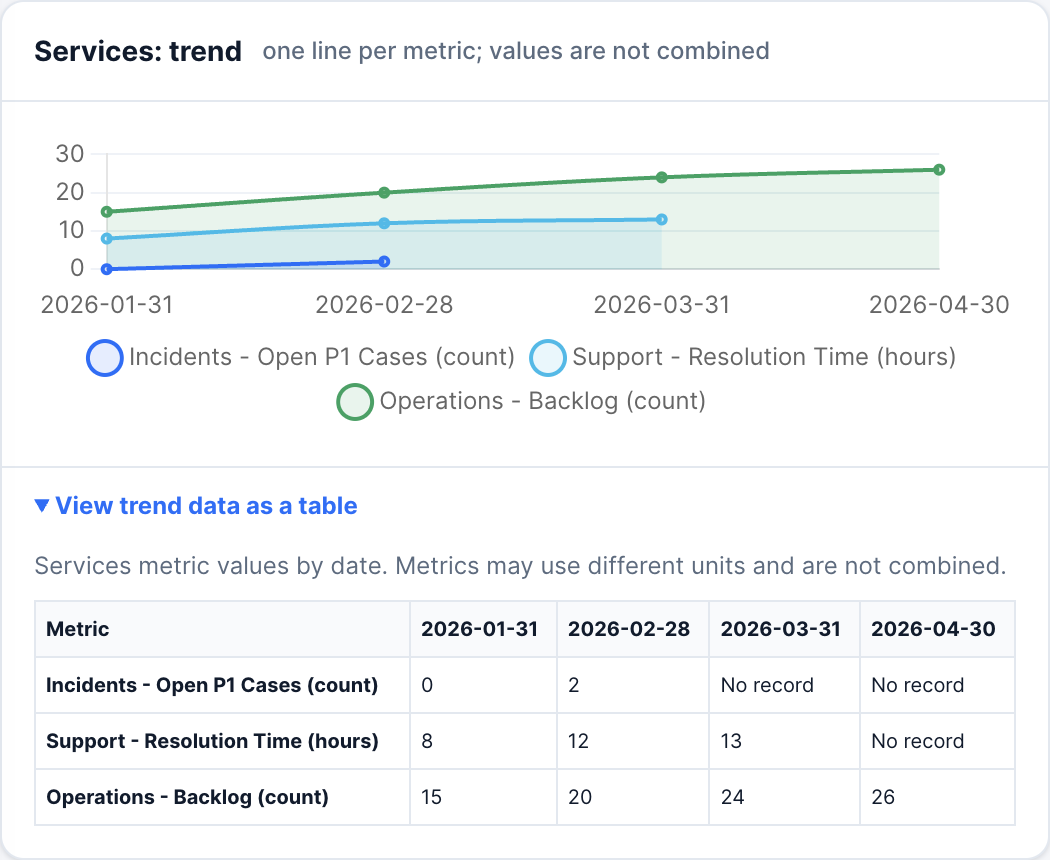 Services: trend one line per metric; values are not combined
30
20
10
0
2026-01-31 2026-02-28 2026-03-31 2026-04-30
Incidents - Open P1 Cases (count) Support - Resolution Time (hours)
Operations - Backlog (count)
▼ View trend data as a table
Services metric values by date. Metrics may use different units and are not combined.
Metric 2026-01-31 2026-02-28 2026-03-31 2026-04-30
Incidents - Open P1 Cases (count) 0 2 No record No record
Support - Resolution Time (hours) 8 12 13 No record
Operations - Backlog (count) 15 20 24 26